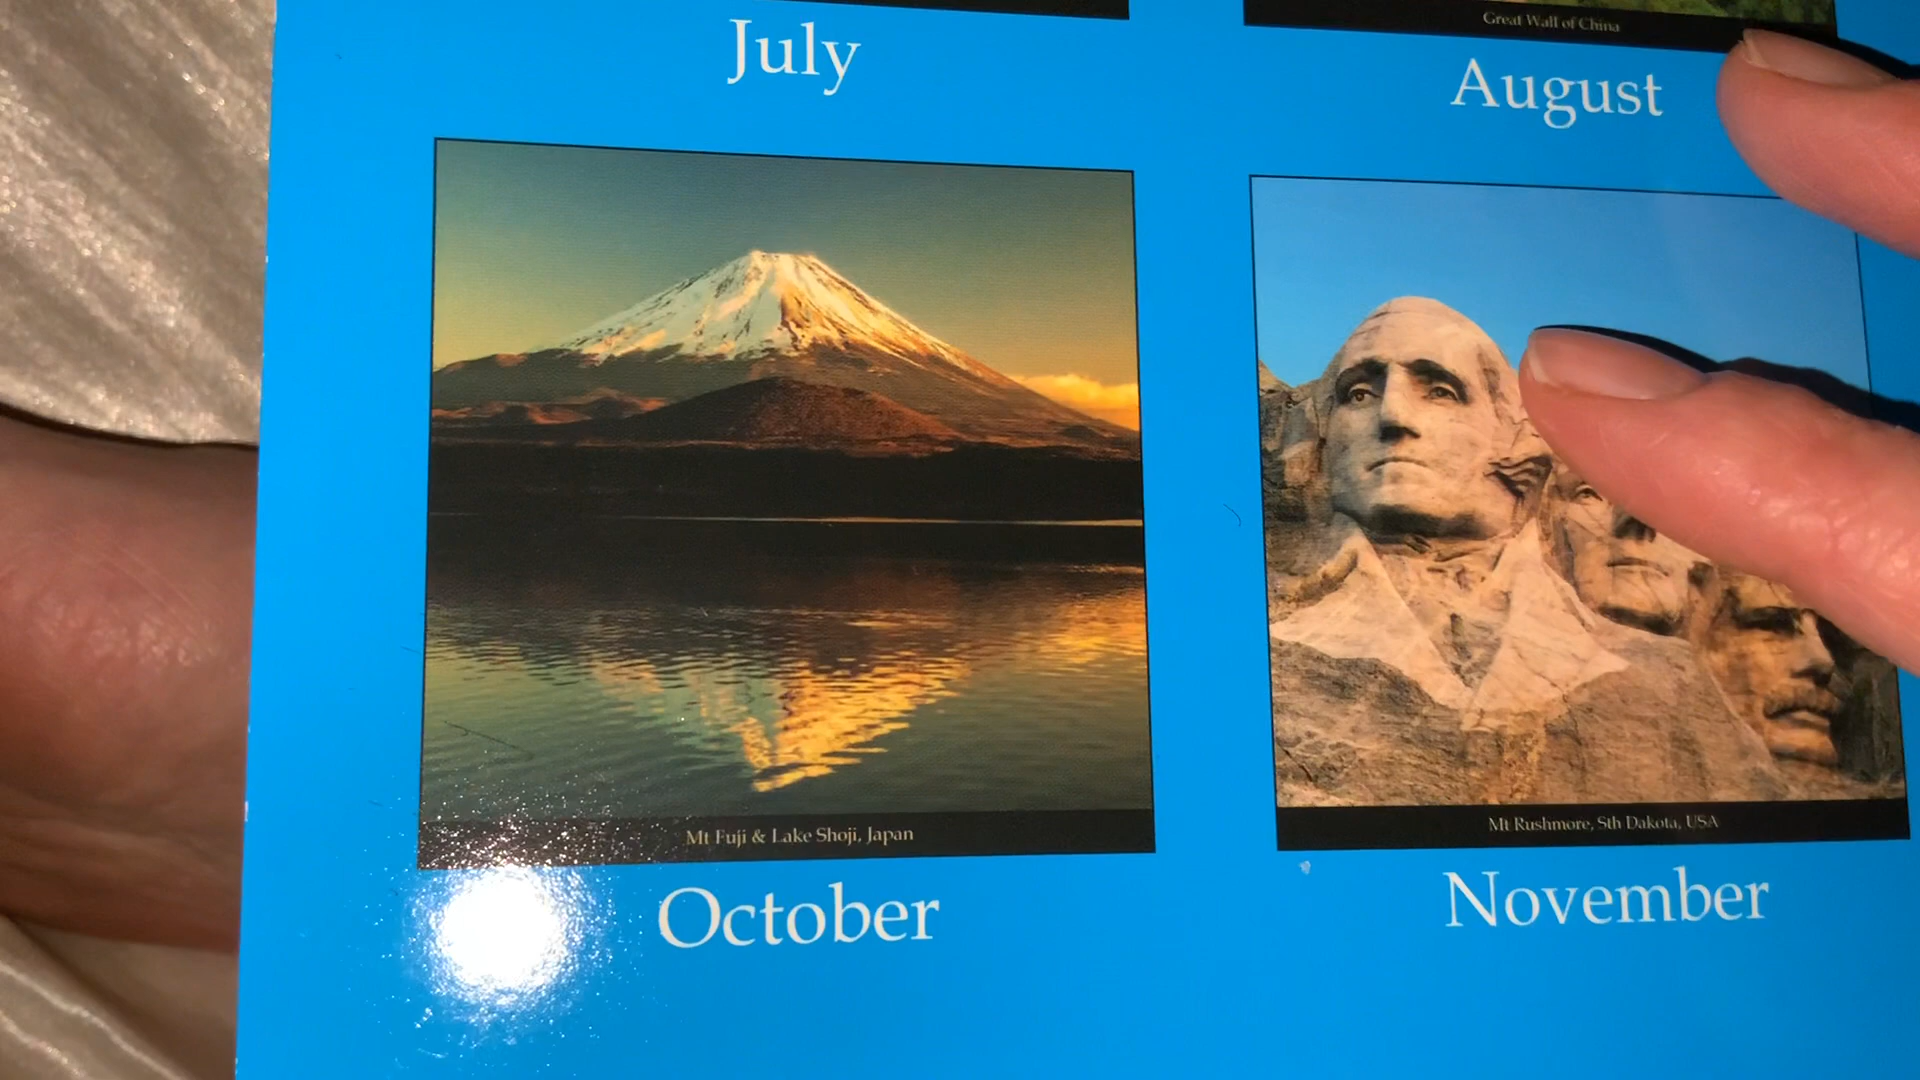 Great Wall of China
July
August
Mt Fuji & Lake Shoji, Japan
Mt Rushmore, Sth Dakota, USA
October
November